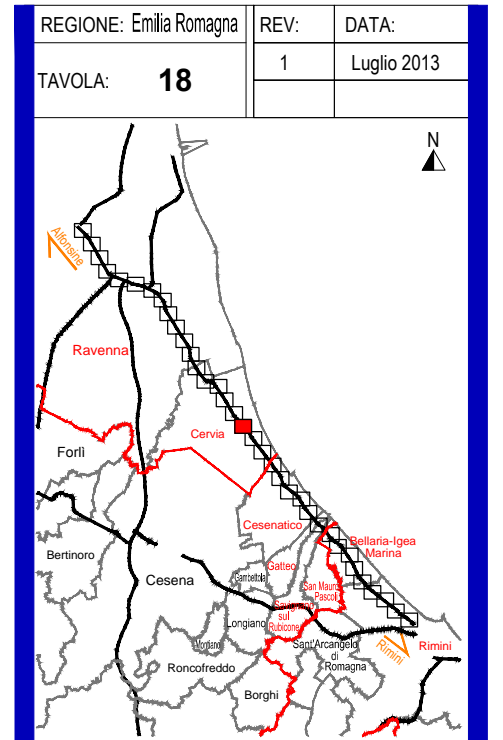 REGIONE: Emilia Romagna
REV:
DATA:
TAVOLA: 18
1
Luglio 2013
N
Alfonsine
Ravenna
Cervia
Forlì
Cesenatico
Bellaria-Igea
Marina
Bertinoro
Cesena
Gatteo
Gambettola
San Mauro
Pascoli
Savignano
sul
Rubicone
Longiano
Montiano
Sant'Arcangelo
di
Romagna
Rimini
Rimini
Roncofreddo
Borghi